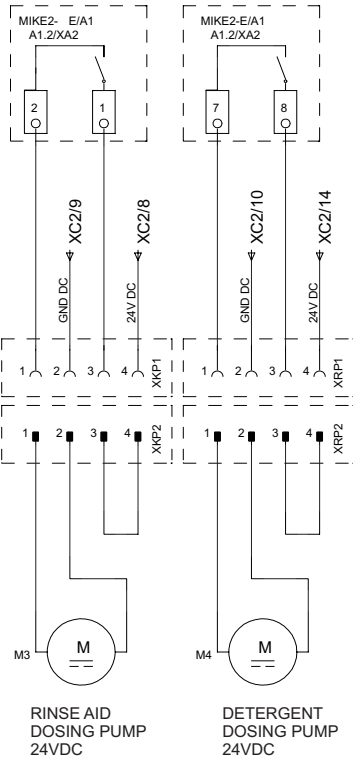 MIKE2- E/A1
A1.2/XA2
2
1
XC2/9
XC2/8
GND DC
24V DC
1
2
3
4
XKP1
1
2
3
4
XKP2
M3
M
RINSE AID
DOSING PUMP
24VDC
MIKE2-E/A1
A1.2/XA2
7
8
XC2/10
XC2/14
GND DC
24V DC
1
2
3
4
XRP1
1
2
3
4
XRP2
M4
M
DETERGENT
DOSING PUMP
24VDC